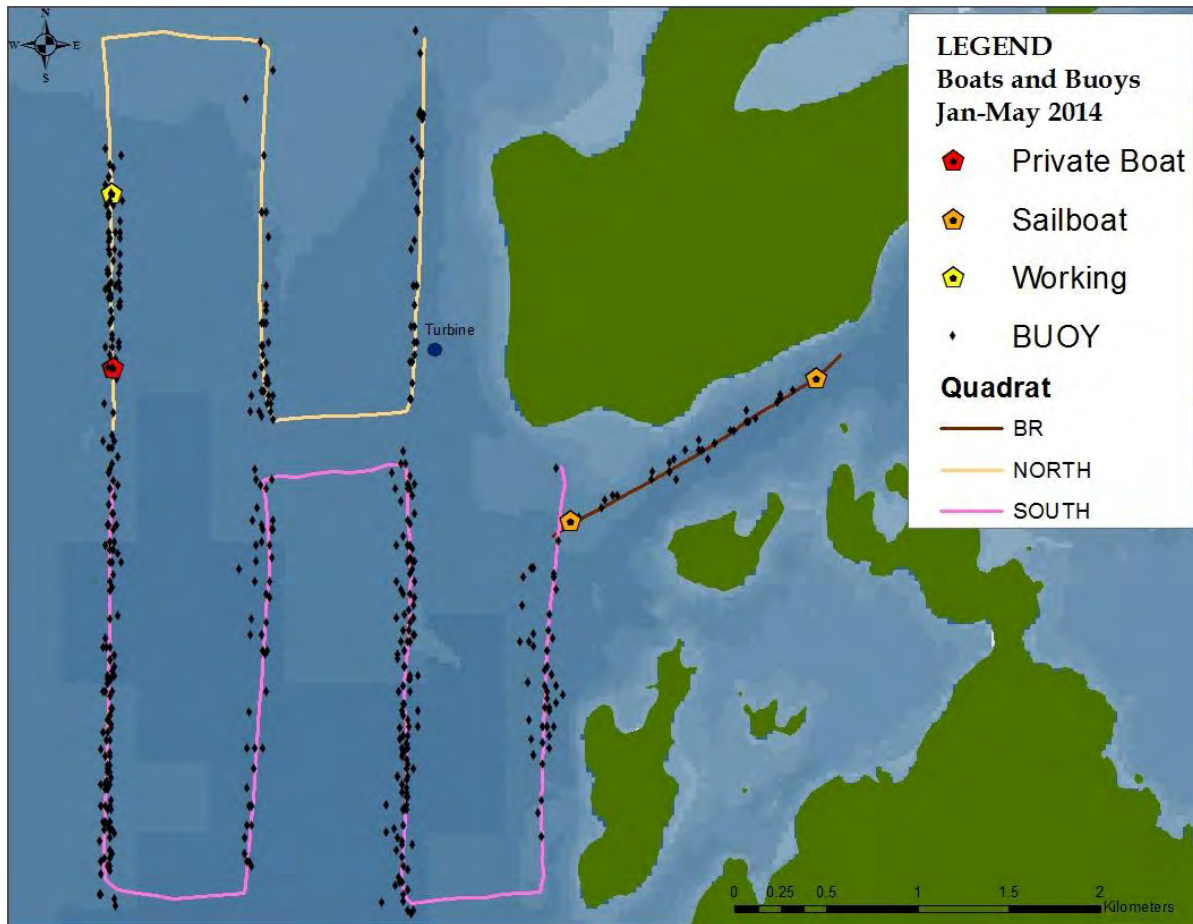 N
W E
S
LEGEND
Boats and Buoys
Jan-May 2014
Private Boat
Sailboat
Working
BUOY
Quadrat
BR
NORTH
SOUTH
Turbine
0 0.25 0.5 1 1.5 2
Kilometers